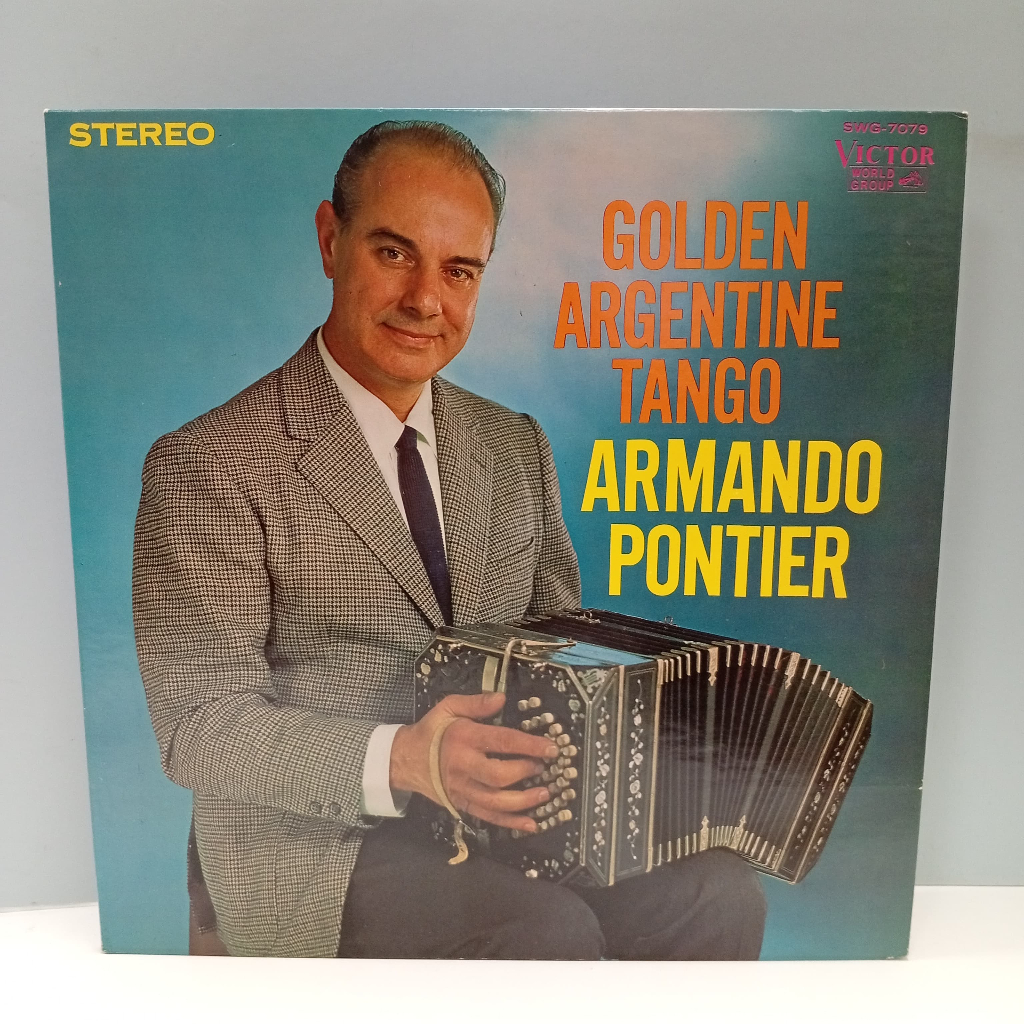 STEREO
SWG-7079
VICTOR
WORLD
GROUP
GOLDEN
ARGENTINE
TANGO
ARMANDO
PONTIER